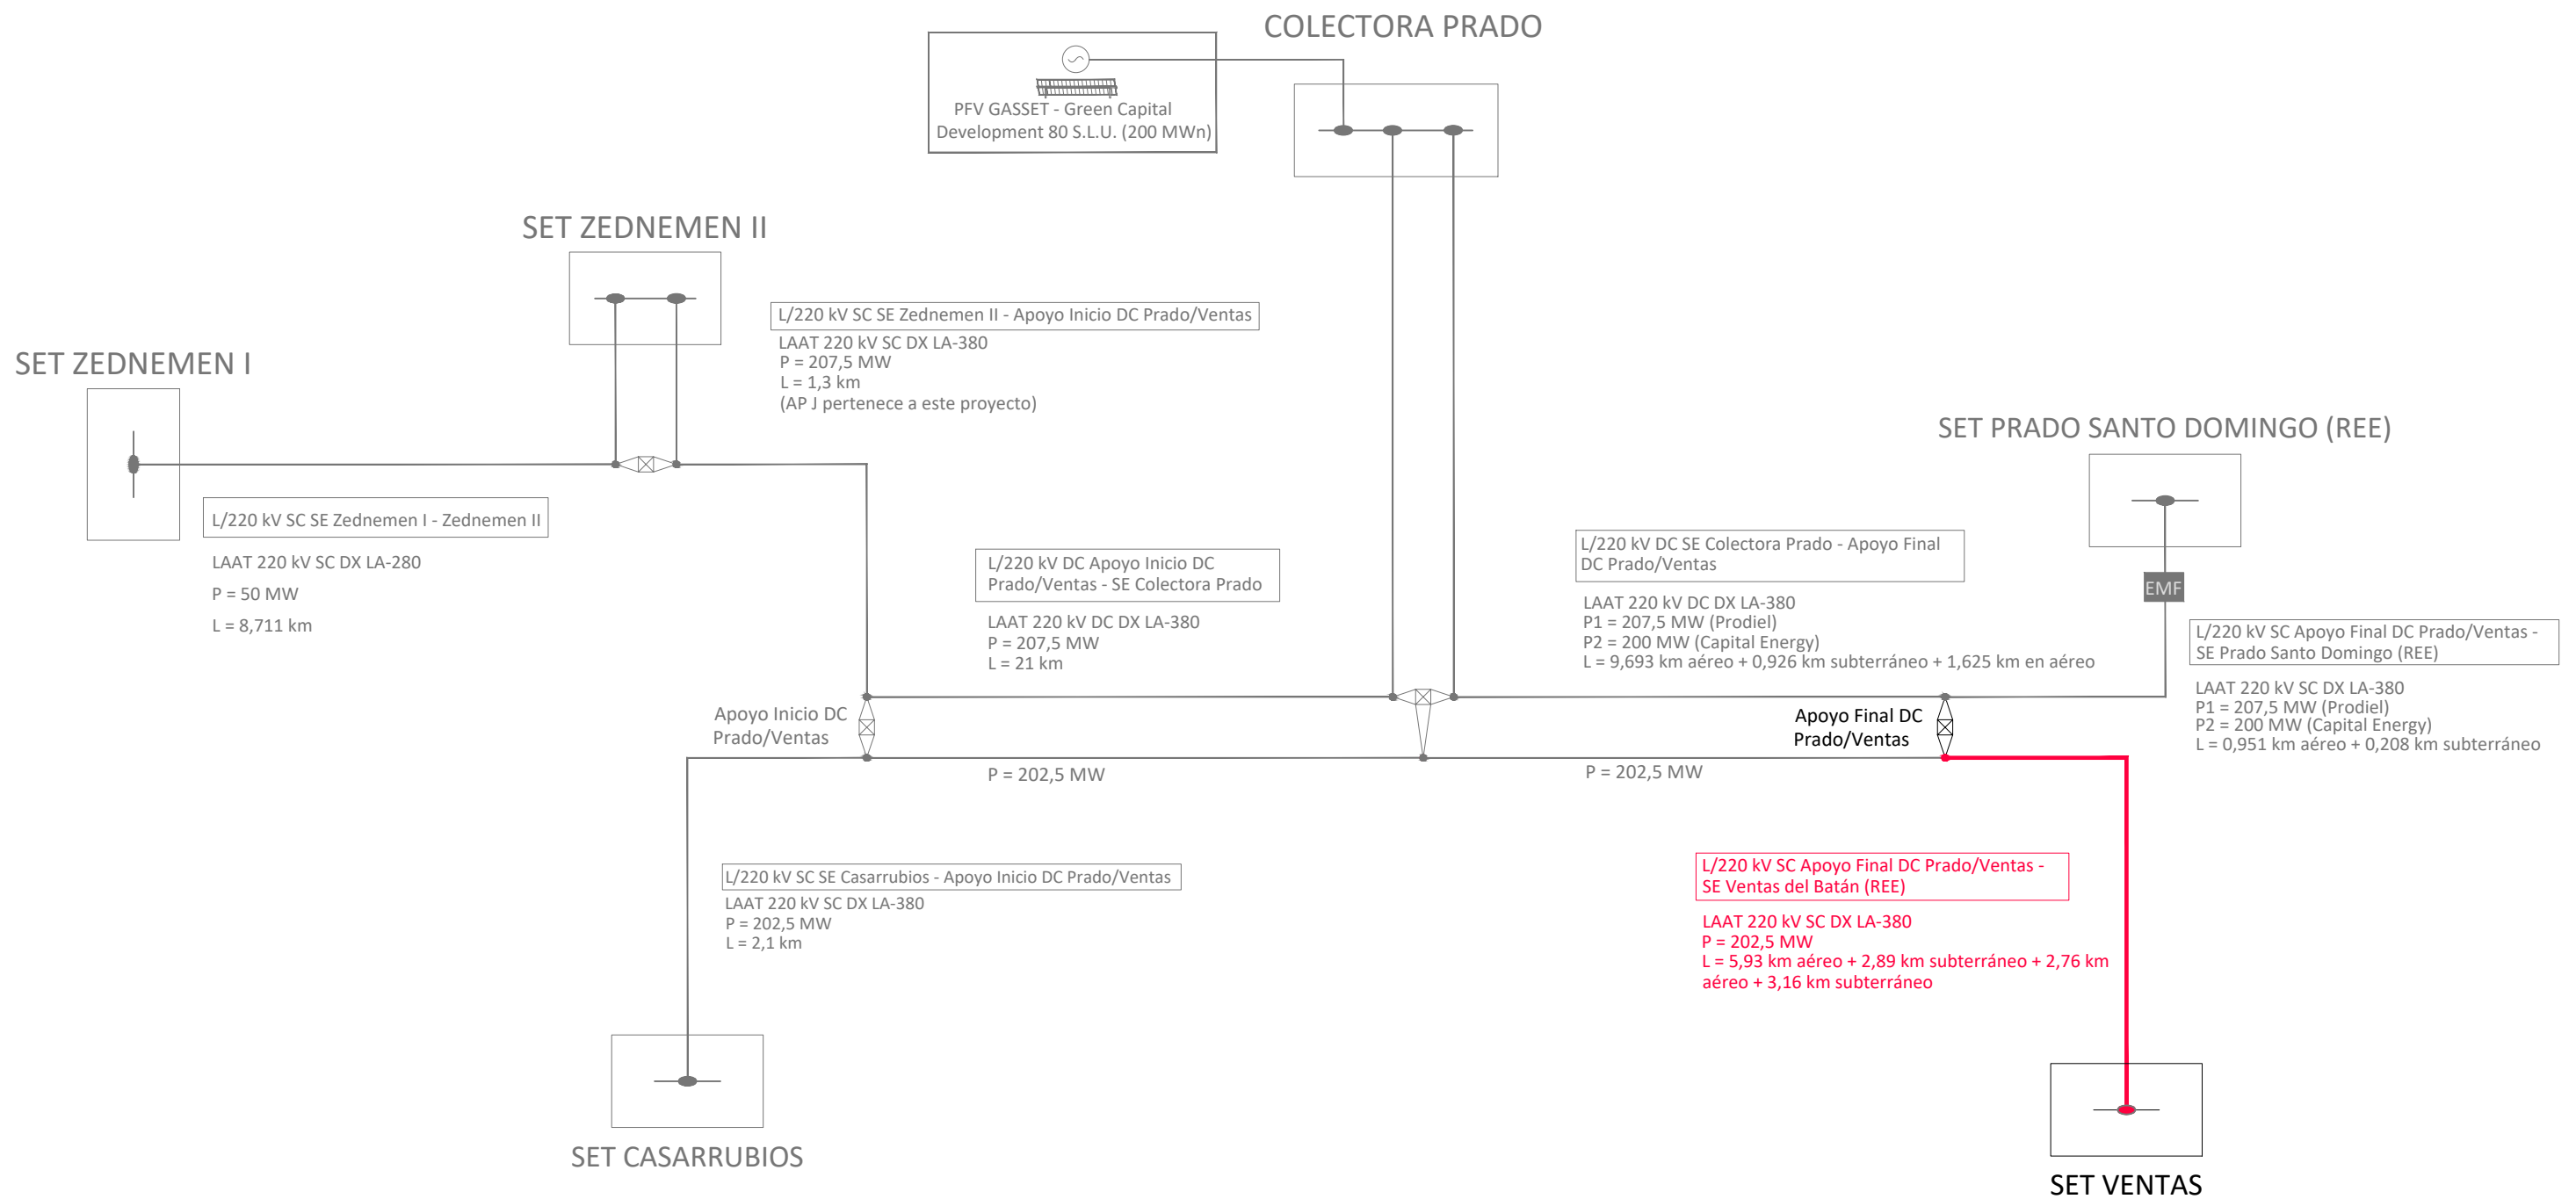 COLECTORA PRADO
PFV GASSET - Green Capital
Development 80 S.L.U. (200 MWn)
SET ZEDNEMEN II
L/220 kV SC SE Zednemen II - Apoyo Inicio DC Prado/Ventas
LAAT 220 kV SC DX LA-380
P = 207,5 MW
L = 1,3 km
(AP J pertenece a este proyecto)
SET ZEDNEMEN I
L/220 kV SC SE Zednemen I - Zednemen II
LAAT 220 kV SC DX LA-280
P = 50 MW
L = 8,711 km
SET PRADO SANTO DOMINGO (REE)
EMF
L/220 kV DC Apoyo Inicio DC
Prado/Ventas - SE Colectora Prado
LAAT 220 kV DC DX LA-380
P = 207,5 MW
L = 21 km
L/220 kV DC SE Colectora Prado - Apoyo Final
DC Prado/Ventas
LAAT 220 kV DC DX LA-380
P1 = 207,5 MW (Prodiel)
P2 = 200 MW (Capital Energy)
L = 9,693 km aéreo + 0,926 km subterráneo + 1,625 km en aéreo
L/220 kV SC Apoyo Final DC Prado/Ventas -
SE Prado Santo Domingo (REE)
LAAT 220 kV SC DX LA-380
P1 = 207,5 MW (Prodiel)
P2 = 200 MW (Capital Energy)
L = 0,951 km aéreo + 0,208 km subterráneo
Apoyo Inicio DC
Prado/Ventas
Apoyo Final DC
Prado/Ventas
P = 202,5 MW
P = 202,5 MW
L/220 kV SC SE Casarrubios - Apoyo Inicio DC Prado/Ventas
LAAT 220 kV SC DX LA-380
P = 202,5 MW
L = 2,1 km
L/220 kV SC Apoyo Final DC Prado/Ventas -
SE Ventas del Batán (REE)
LAAT 220 kV SC DX LA-380
P = 202,5 MW
L = 5,93 km aéreo + 2,89 km subterráneo + 2,76 km
aéreo + 3,16 km subterráneo
SET CASARRUBIOS
SET VENTAS